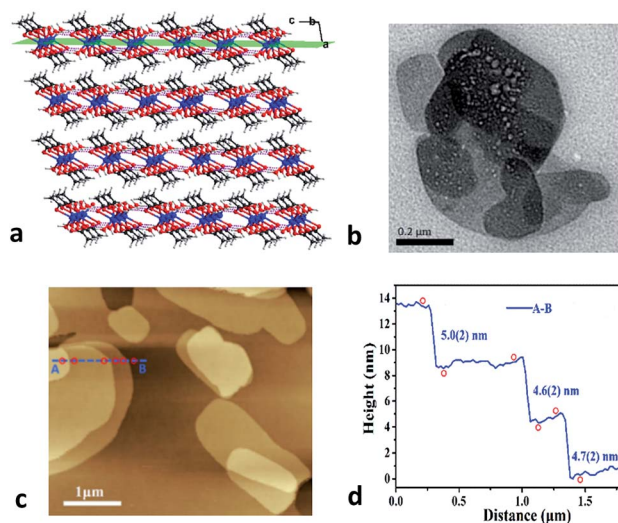 c b
a
a
0.2 µm
b
A B
1µm
c
14
12
10
8
6
4
2
0
Height (nm)
A-B
5.0(2) nm
4.6(2) nm
4.7(2) nm
0.0 0.5 1.0 1.5
Distance (µm)
d